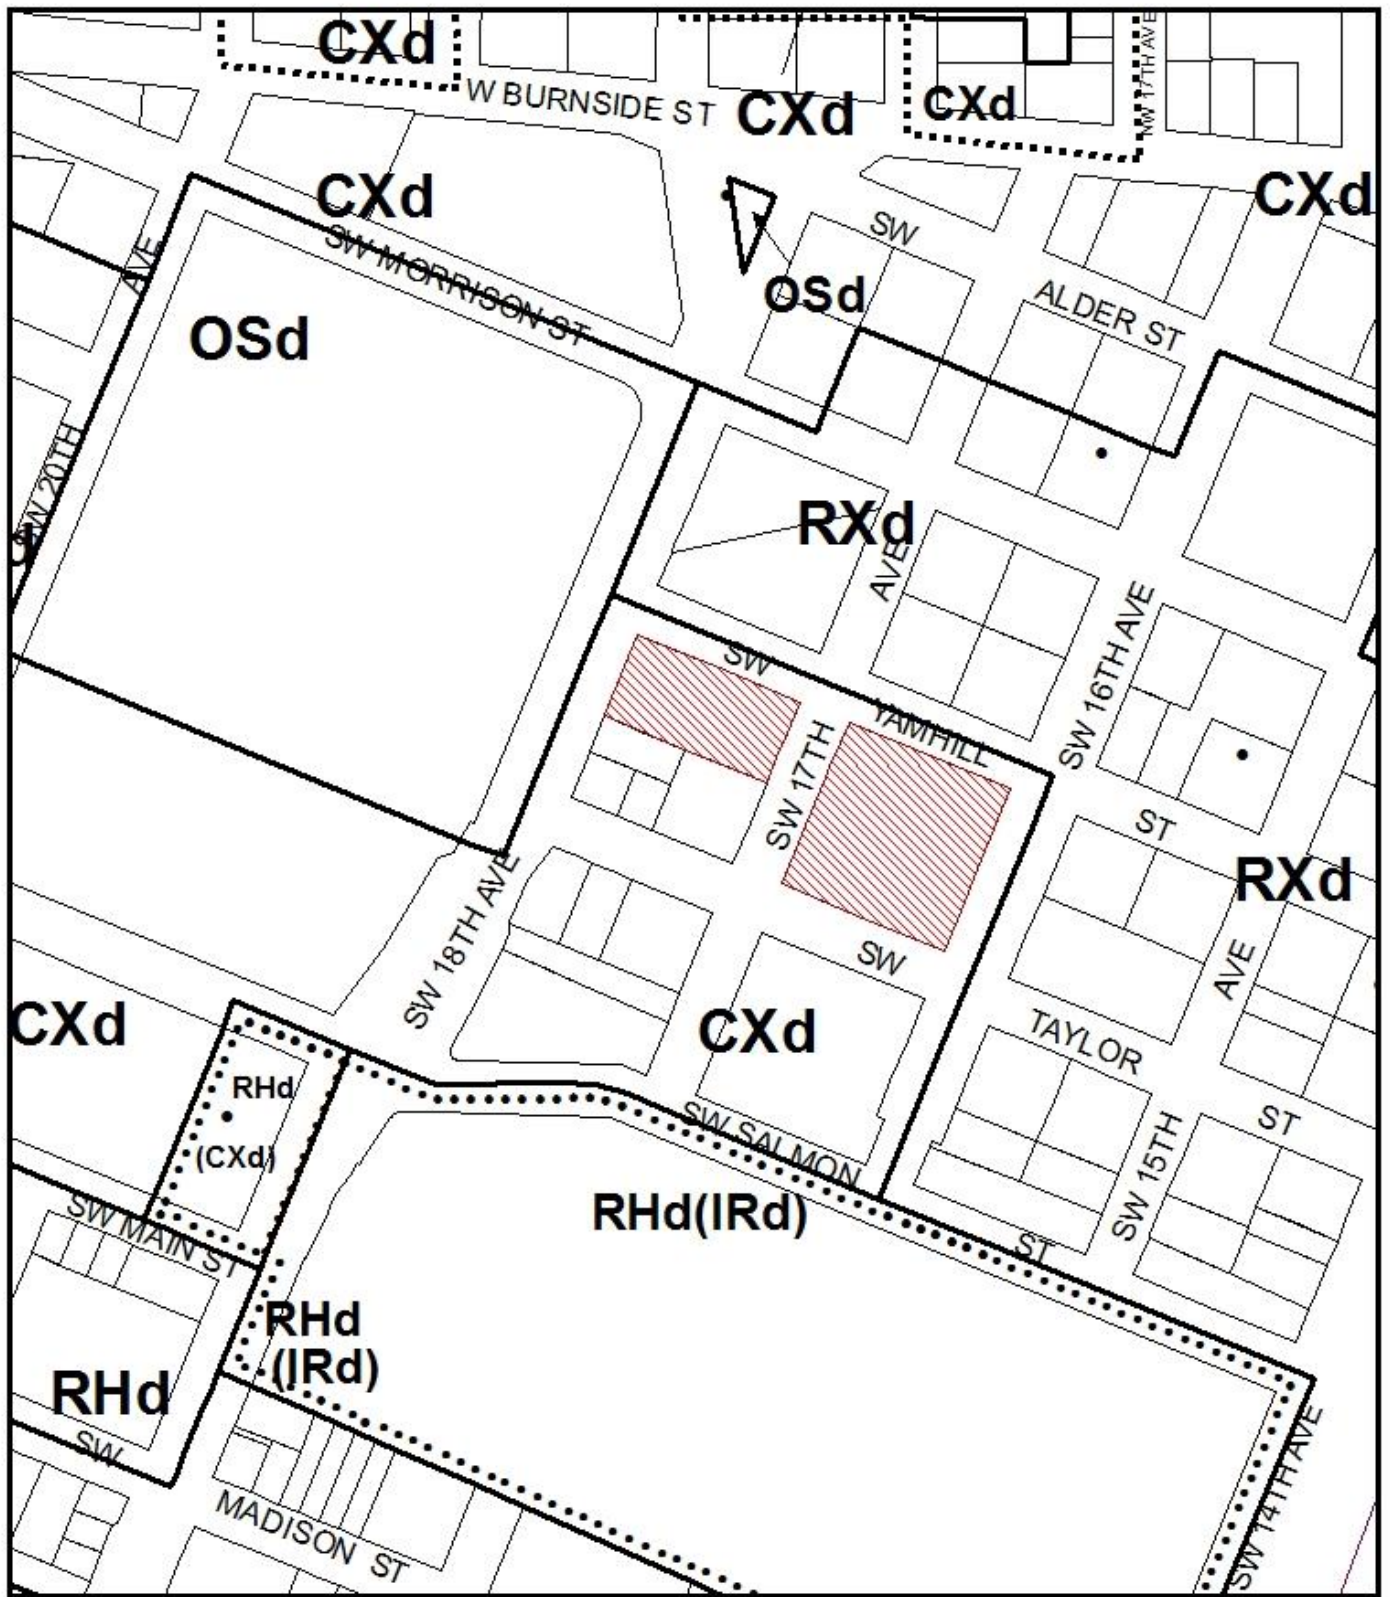 CXd
W BURNSIDE ST
CXd
CXd
NW 17TH AVE
CXd
CXd
SW MORRISON ST
SW
AVE
OSd
ALDER ST
OSd
SW 20TH
d
RXd
AVE
SW 16TH AVE
SW
YAMHILL
SW 17TH
ST
RXd
SW 18TH AVE
SW
AVE
CXd
CXd
TAYLOR
RHd
(CXd)
SW SALMON
ST
SW 15TH
RHd(IRd)
SW MAIN ST
ST
RHd
(IRd)
RHd
SW
SW 14TH AVE
MADISON ST